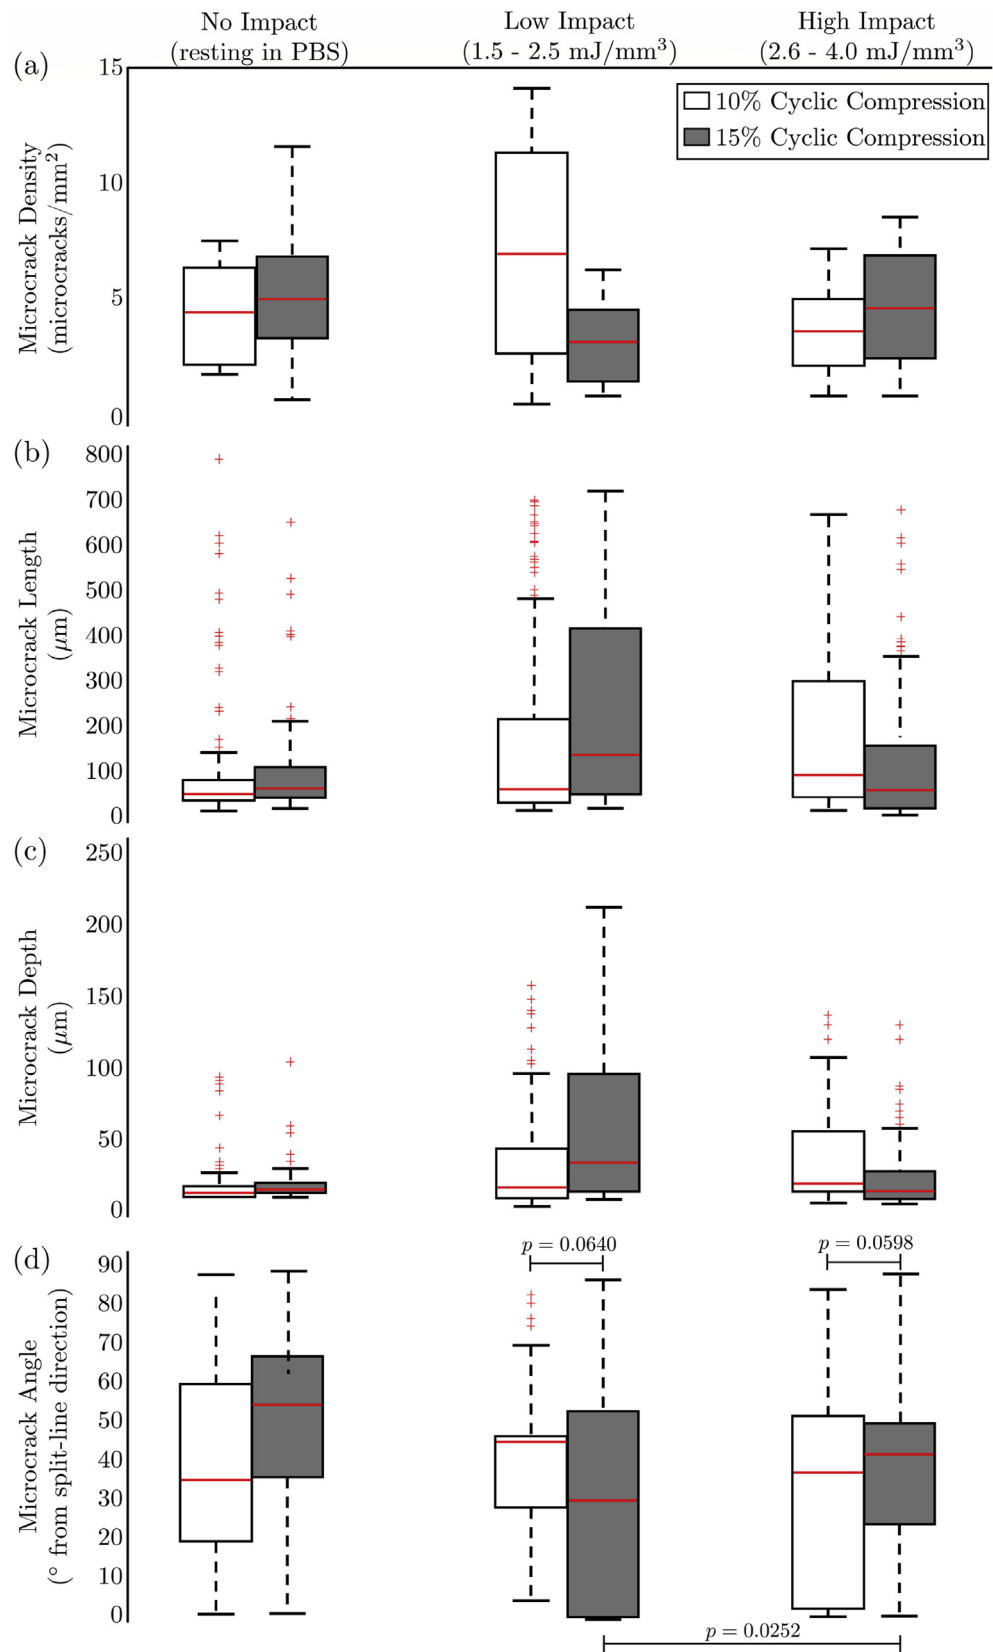 No Impact
(resting in PBS)
Low Impact
(1.5 - 2.5 mJ/mm³)
High Impact
(2.6 - 4.0 mJ/mm³)
(a)
10% Cyclic Compression
15% Cyclic Compression
Microcrack Density
(microcracks/mm²)
15
10
5
0
(b)
Microcrack Length
(μm)
800
700
600
500
400
300
200
100
0
(c)
Microcrack Depth
(μm)
250
200
150
100
50
0
(d)
Microcrack Angle
(° from split-line direction)
90
80
70
60
50
40
30
20
10
0
p = 0.0640
p = 0.0598
p = 0.0252